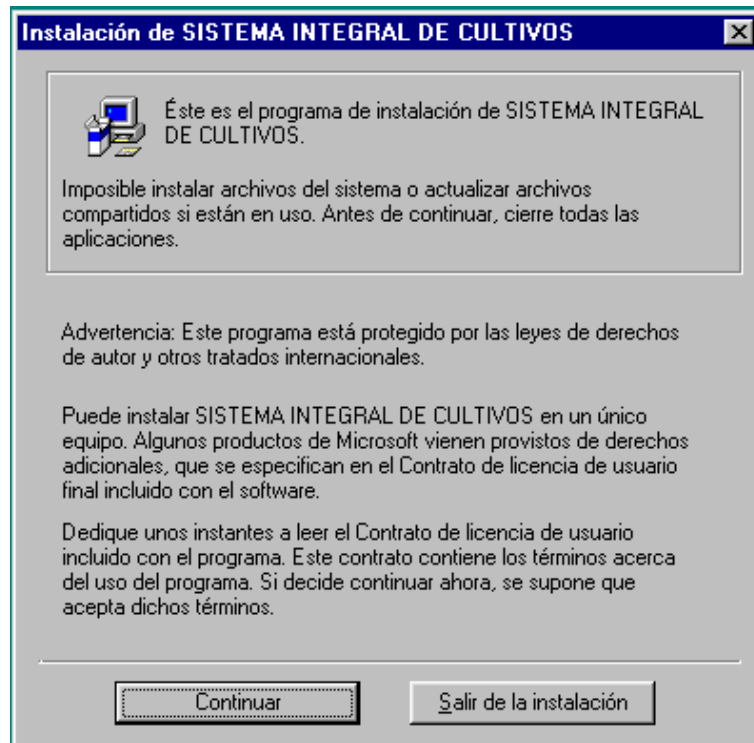 Instalación de SISTEMA INTEGRAL DE CULTIVOS
Éste es el programa de instalación de SISTEMA INTEGRAL
DE CULTIVOS.
Imposible instalar archivos del sistema o actualizar archivos
compartidos si están en uso. Antes de continuar, cierre todas las
aplicaciones.
Advertencia: Este programa está protegido por las leyes de derechos
de autor y otros tratados internacionales.
Puede instalar SISTEMA INTEGRAL DE CULTIVOS en un único
equipo. Algunos productos de Microsoft vienen provistos de derechos
adicionales, que se especifican en el Contrato de licencia de usuario
final incluido con el software.
Dedique unos instantes a leer el Contrato de licencia de usuario
incluido con el programa. Este contrato contiene los términos acerca
del uso del programa. Si decide continuar ahora, se supone que
acepta dichos términos.
Continuar
Salir de la instalación